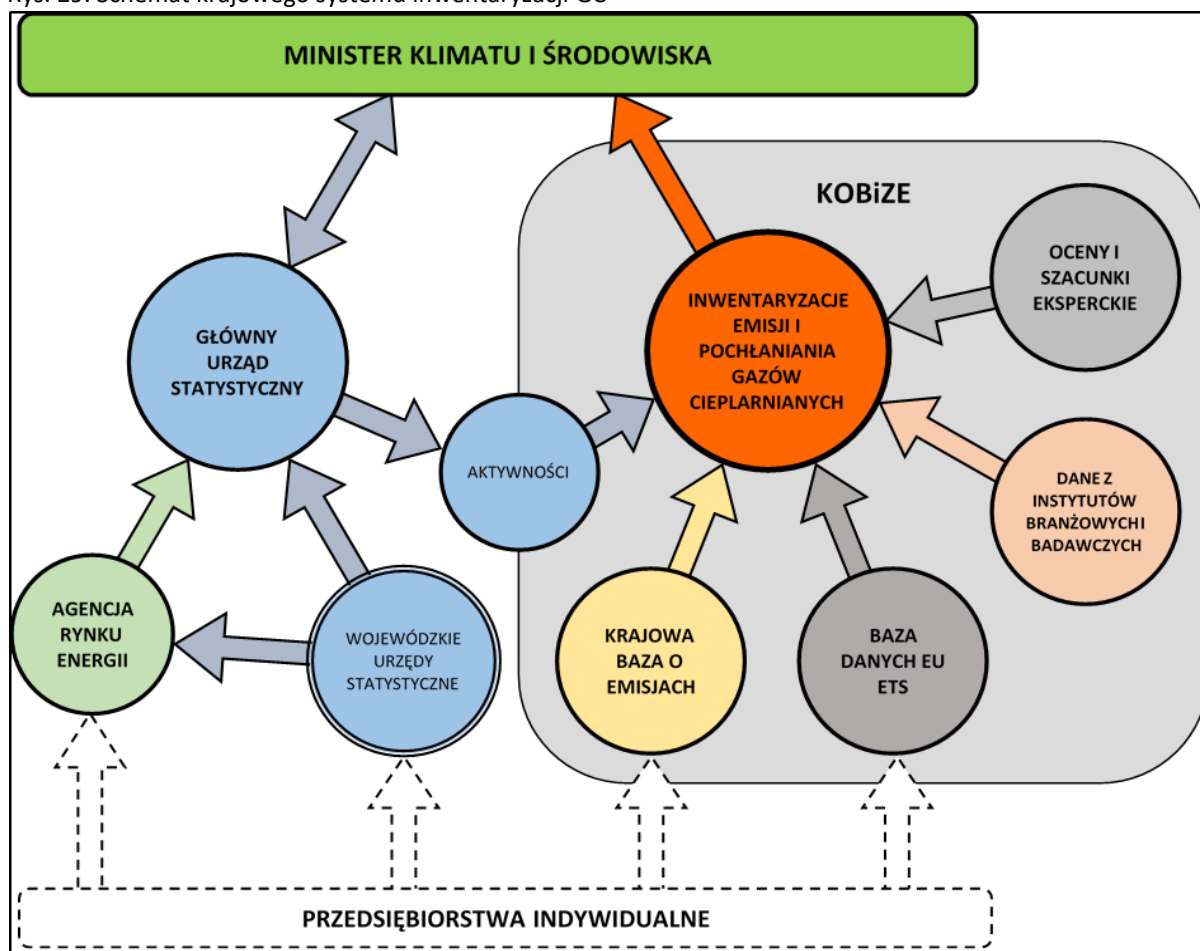 MINISTER KLIMATU I ŚRODOWISKA
KOBiZE
OCENY I
SZACUNKI
EKSPERCKIE
INWENTARYZACJE
EMISJI I
POCHŁANIANIA
GAZÓW
CIEPLARNIANYCH
GŁÓWNY
URZĄD
STATYSTYCZNY
AKTYWNOŚCI
DANE Z
INSTYTUTÓW
BRANŻOWYCH I
BADAWCZYCH
AGENCJA
RYNKU
ENERGII
WOJEWÓDZKIE
URZĘDY
STATYSTYCZNE
KRAJOWA
BAZA O
EMISJACH
BAZA
DANYCH EU
ETS
PRZEDSIĘBIORSTWA INDYWIDUALNE